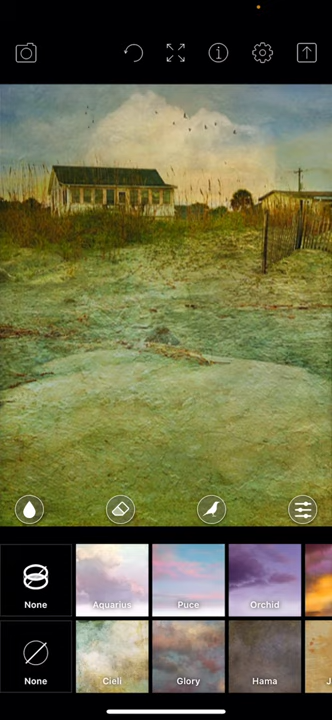 None
Aquarius
Puce
Orchid
None
Cieli
Glory
Hama
J